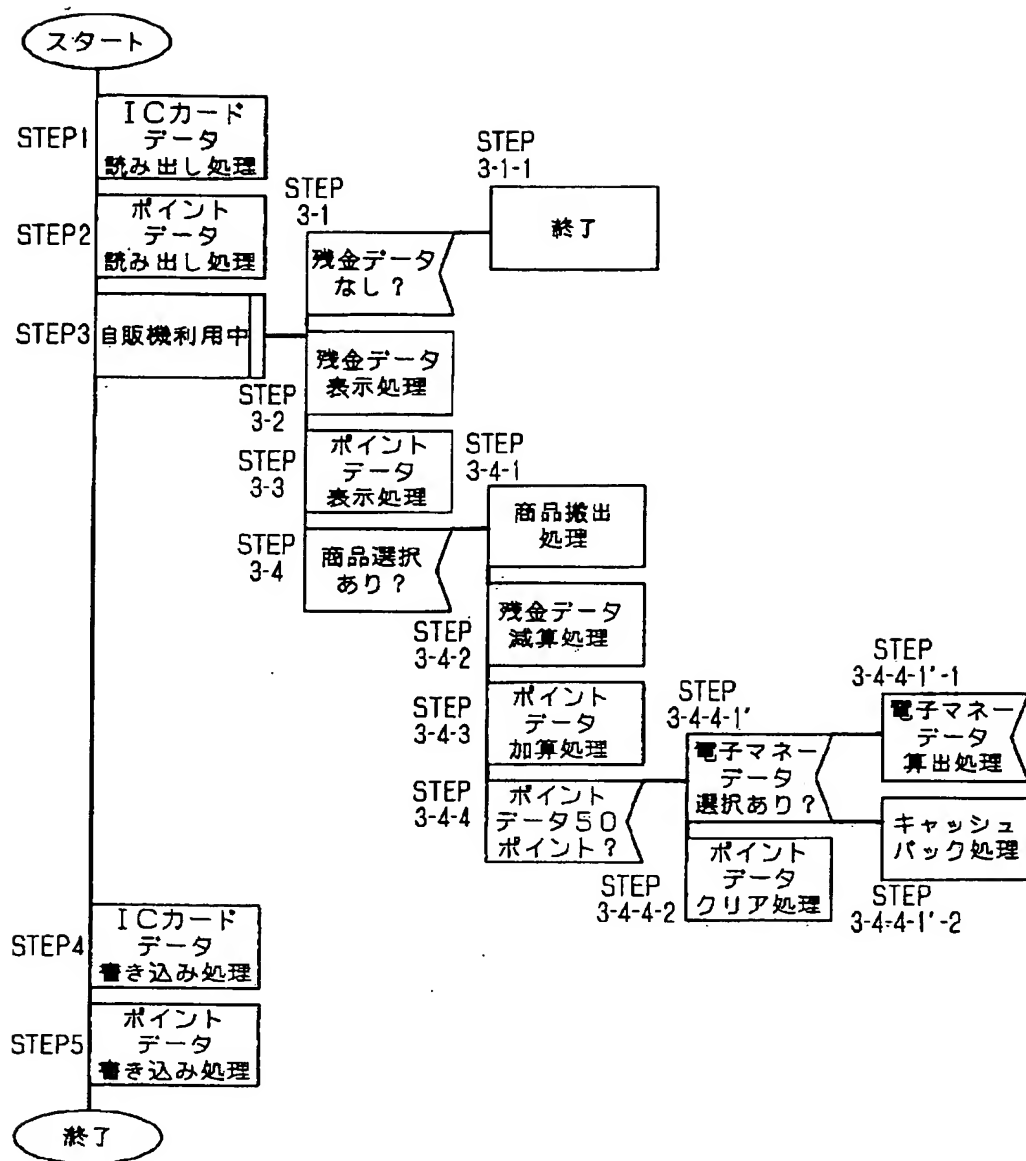 スタート
STEP1
ICカード
データ
読み出し処理
STEP2
ポイント
データ
読み出し処理
STEP3
自販機利用中
STEP
3-1
残金データ
なし?
STEP
3-1-1
終了
STEP
3-2
残金データ
表示処理
STEP
3-3
ポイント
データ
表示処理
STEP
3-4
商品選択
あり?
STEP
3-4-1
商品搬出
処理
STEP
3-4-2
残金データ
減算処理
STEP
3-4-3
ポイント
データ
加算処理
STEP
3-4-4
ポイント
データ50
ポイント?
STEP
3-4-4-1'
電子マネー
データ
選択あり?
STEP
3-4-4-1'-1
電子マネー
データ
算出処理
キャッシュ
バック処理
STEP
3-4-4-1'-2
STEP
3-4-4-2
ポイント
データ
クリア処理
STEP4
ICカード
データ
書き込み処理
STEP5
ポイント
データ
書き込み処理
終了